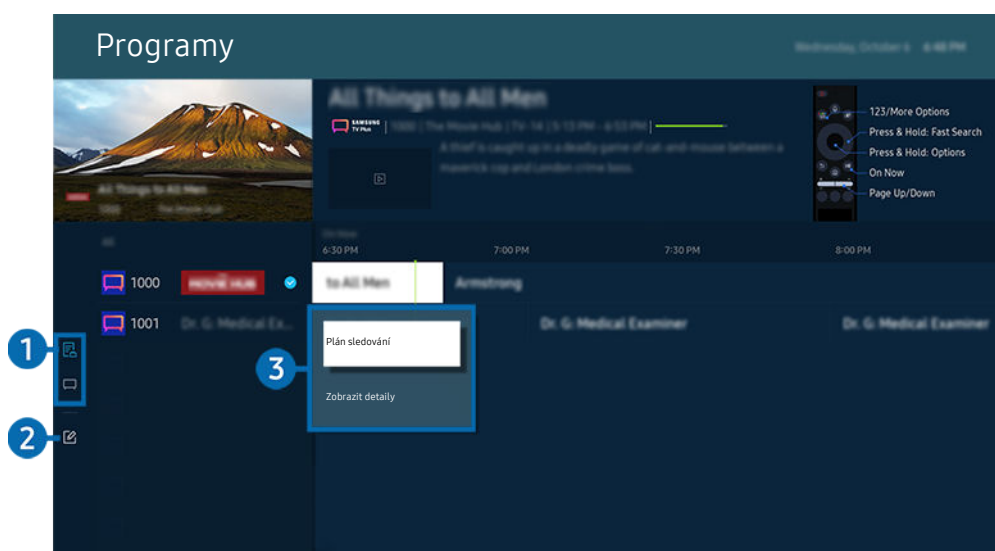 Programy
Wednesday, October 6 6:48 PM
All Things to All Men
SAMSUNG
TV Plus
1000 | The Movie Hub | TV-14 | 5:13 PM - 6:53 PM |
A thief is caught up in a deadly game of cat-and-mouse between a
maverick cop and London crime boss.
123/More Options
Press & Hold: Fast Search
Press & Hold: Options
On Now
Page Up/Down
All Things to All Men
1000 The Movie Hub
All
On Now
6:30 PM 7:00 PM 7:30 PM 8:00 PM
1000 MOVIE HUB to All Men Armstrong
1001 Dr. G: Medical Ex... Dr. G: Medical Examiner Dr. G: Medical Examiner
1
2
3
Plán sledování
Zobrazit detaily